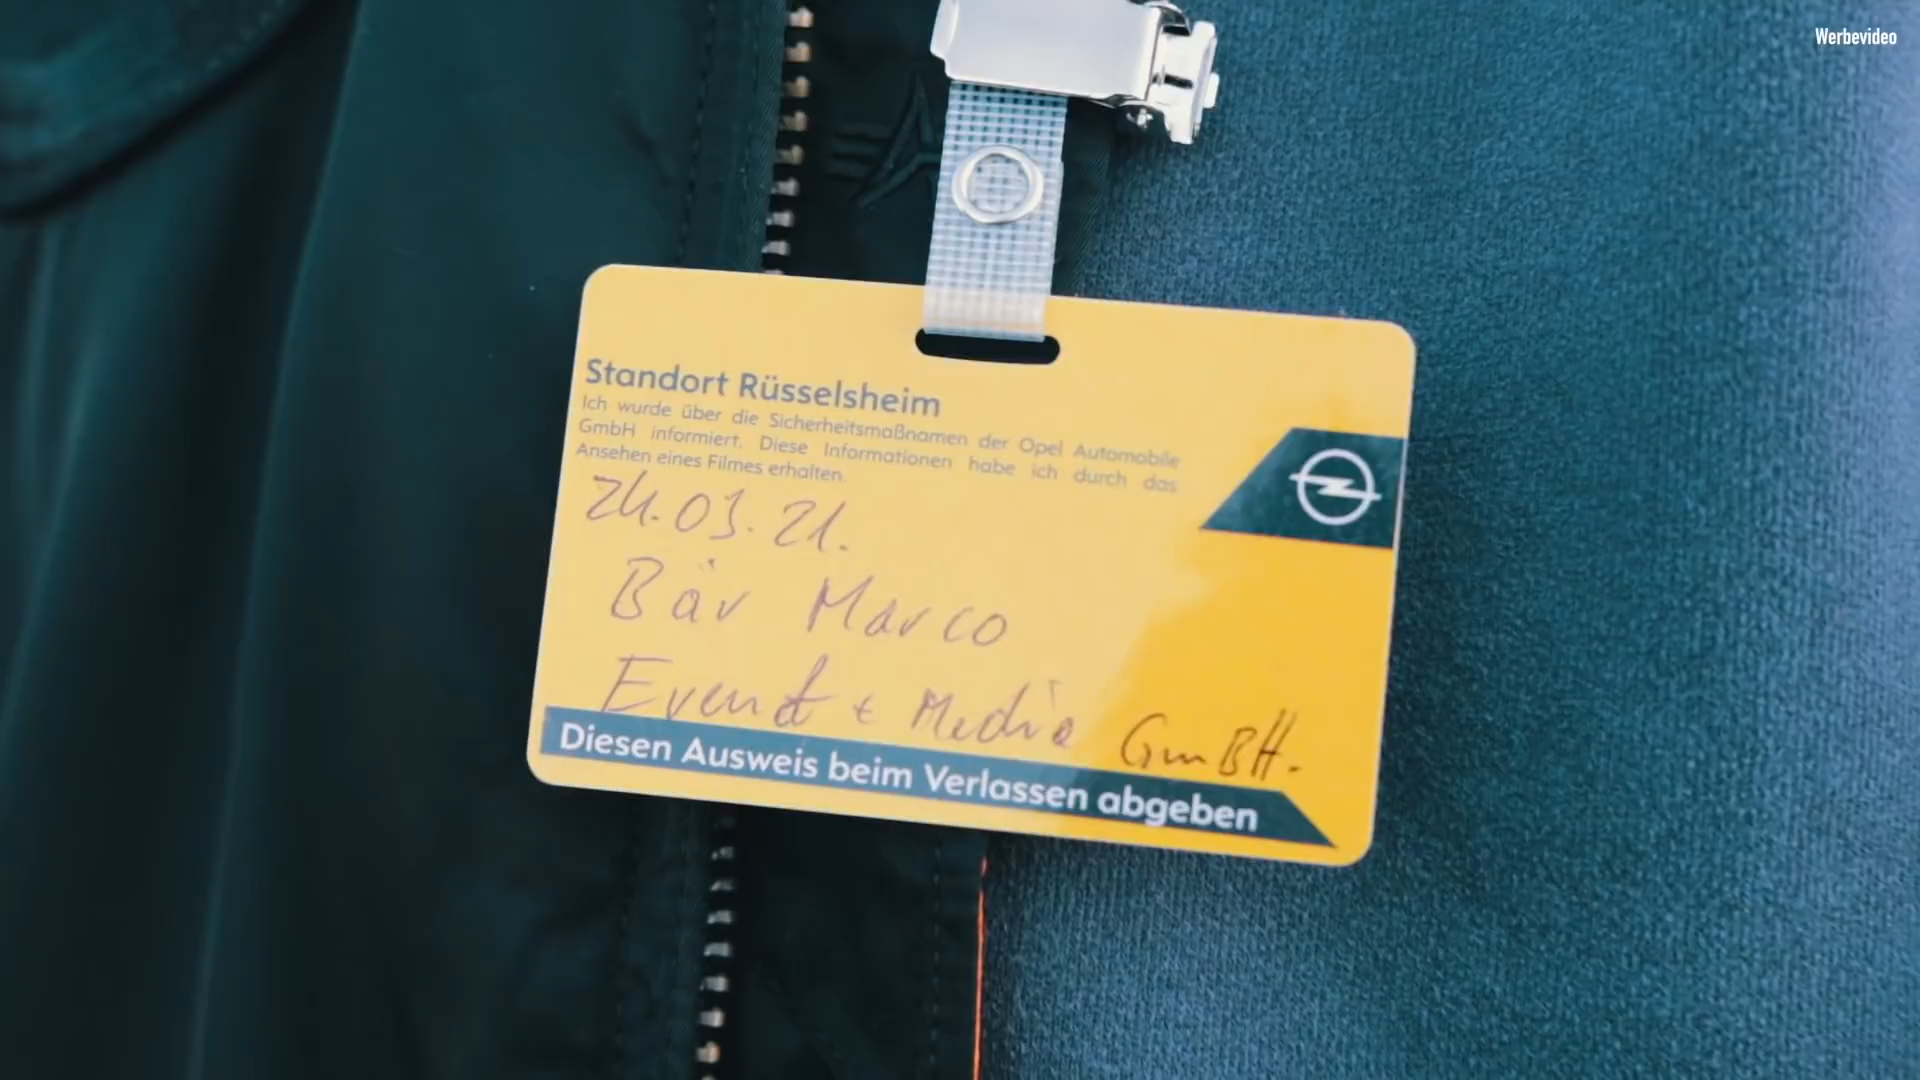 Werbevideo
Standort Rüsselsheim
Ich wurde über die Sicherheitsmaßnamen der Opel Automobile
GmbH informiert. Diese Informationen habe ich durch das
Ansehen eines Filmes erhalten.
24.03.21.
Bär Marco
Event + Media GmBH.
Diesen Ausweis beim Verlassen abgeben